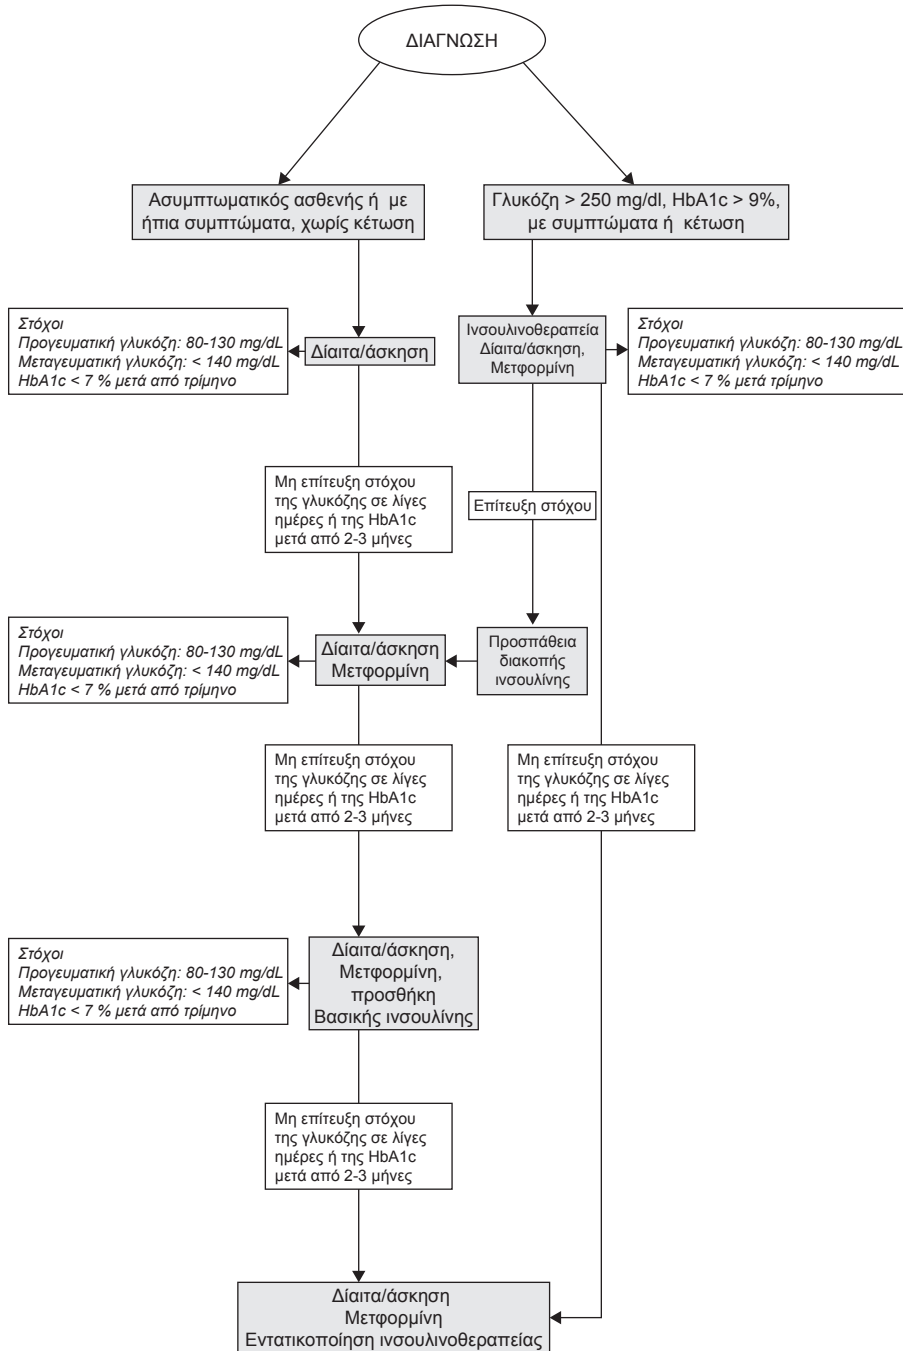 ΔΙΑΓΝΩΣΗ
Ασυμπτωματικός ασθενής ή με
ήπια συμπτώματα, χωρίς κέτωση
Γλυκόζη > 250 mg/dl, HbA1c > 9%,
με συμπτώματα ή κέτωση
Στόχοι
Προγευματική γλυκόζη: 80-130 mg/dL
Μεταγευματική γλυκόζη: < 140 mg/dL
HbA1c < 7 % μετά από τρίμηνο
Δίαιτα/άσκηση
Ινσουλινοθεραπεία
Δίαιτα/άσκηση,
Μετφορμίνη
Στόχοι
Προγευματική γλυκόζη: 80-130 mg/dL
Μεταγευματική γλυκόζη: < 140 mg/dL
HbA1c < 7 % μετά από τρίμηνο
Μη επίτευξη στόχου
της γλυκόζης σε λίγες
ημέρες ή της HbA1c
μετά από 2-3 μήνες
Επίτευξη στόχου
Στόχοι
Προγευματική γλυκόζη: 80-130 mg/dL
Μεταγευματική γλυκόζη: < 140 mg/dL
HbA1c < 7 % μετά από τρίμηνο
Δίαιτα/άσκηση
Μετφορμίνη
Προσπάθεια
διακοπής
ινσουλίνης
Μη επίτευξη στόχου
της γλυκόζης σε λίγες
ημέρες ή της HbA1c
μετά από 2-3 μήνες
Μη επίτευξη στόχου
της γλυκόζης σε λίγες
ημέρες ή της HbA1c
μετά από 2-3 μήνες
Στόχοι
Προγευματική γλυκόζη: 80-130 mg/dL
Μεταγευματική γλυκόζη: < 140 mg/dL
HbA1c < 7 % μετά από τρίμηνο
Δίαιτα/άσκηση,
Μετφορμίνη,
προσθήκη
Βασικής ινσουλίνης
Μη επίτευξη στόχου
της γλυκόζης σε λίγες
ημέρες ή της HbA1c
μετά από 2-3 μήνες
Δίαιτα/άσκηση
Μετφορμίνη
Εντατικοποίηση ινσουλινοθεραπείας